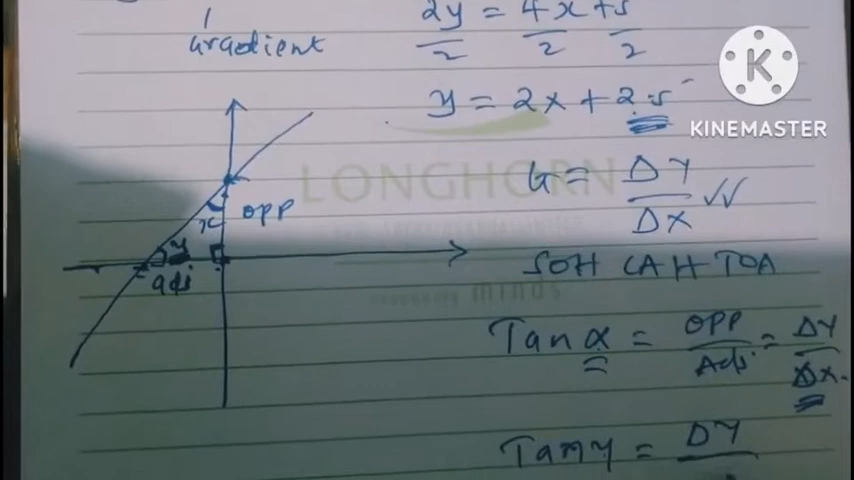 Gradient
2y = 4x + 5
2 2 2
y = 2x + 2.5
KINEMASTER
LONGHORN
G = ΔY
ΔX
opp
x
y
adj
SOH CAH TOA
minds
Tan α = OPP = ΔY
Adj ΔX
Tan y = ΔY